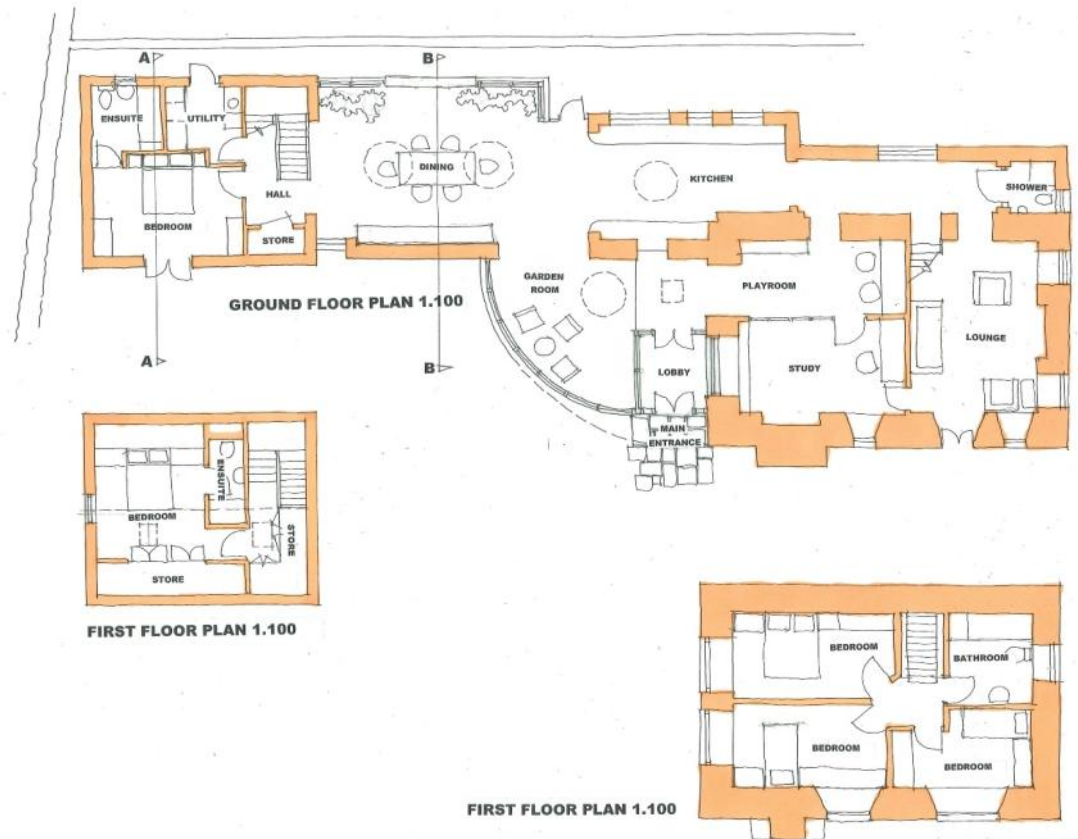 A
B
ENSUITE
UTILITY
DINING
KITCHEN
SHOWER
HALL
BEDROOM
STORE
GARDEN
ROOM
PLAYROOM
GROUND FLOOR PLAN 1.100
LOUNGE
A
B
LOBBY
STUDY
MAIN
ENTRANCE
ENSUITE
BEDROOM
STORE
STORE
FIRST FLOOR PLAN 1.100
BEDROOM
BATHROOM
BEDROOM
BEDROOM
FIRST FLOOR PLAN 1.100